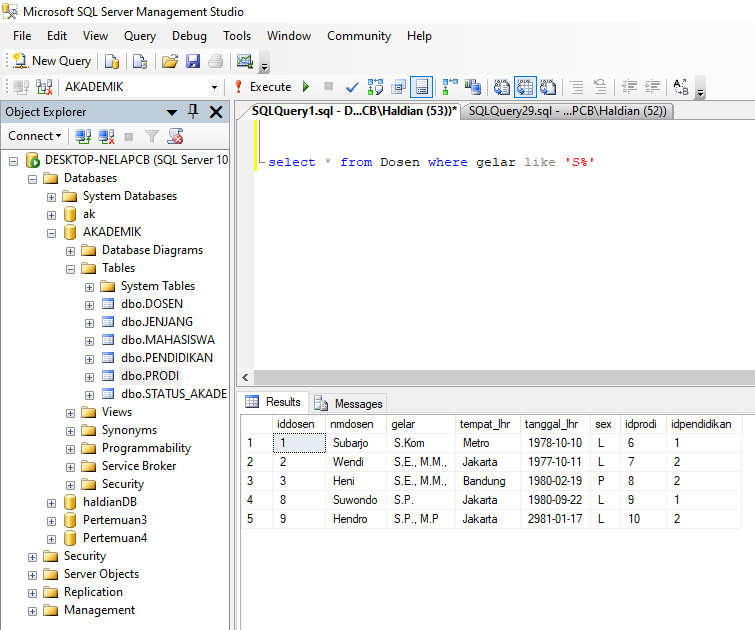 Microsoft SQL Server Management Studio
File Edit View Query Debug Tools Window Community Help
New Query
AKADEMIK Execute
Object Explorer
Connect
DESKTOP-NELAPCB (SQL Server 10
Databases
System Databases
ak
AKADEMIK
Database Diagrams
Tables
System Tables
dbo.DOSEN
dbo.JENJANG
dbo.MAHASISWA
dbo.PENDIDIKAN
dbo.PRODI
dbo.STATUS_AKADE
Views
Synonyms
Programmability
Service Broker
Security
haldianDB
Pertemuan3
Pertemuan4
Security
Server Objects
Replication
Management
SQLQuery1.sql - D...CB\Haldian (53))* SQLQuery29.sql - ...PCB\Haldian (52))
select * from Dosen where gelar like 'S%'
Results Messages
iddosen nmdosen gelar tempat_lhr tanggal_lhr sex idprodi idpendidikan
1 1 Subarjo S.Kom Metro 1978-10-10 L 6 1
2 2 Wendi S.E., M.M., Jakarta 1977-10-11 L 7 2
3 3 Heni S.E., M.M., Bandung 1980-02-19 P 8 2
4 8 Suwondo S.P. Jakarta 1980-09-22 L 9 1
5 9 Hendro S.P., M.P Jakarta 2981-01-17 L 10 2